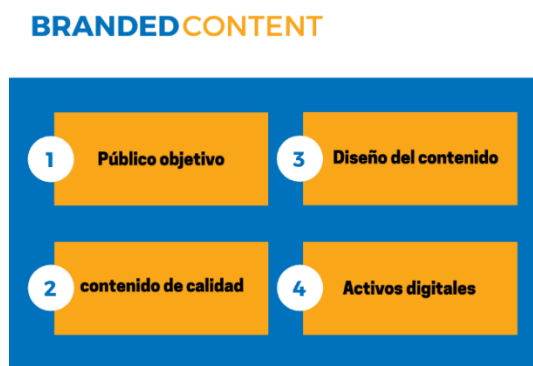 BRANDED CONTENT
1 Público objetivo
2 contenido de calidad
3 Diseño del contenido
4 Activos digitales